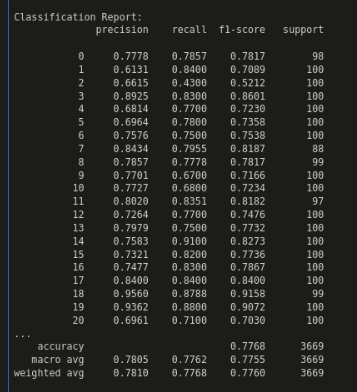 Classification Report:
precision recall f1-score support
0 0.7778 0.7857 0.7817 98
1 0.6131 0.8400 0.7089 100
2 0.6615 0.4300 0.5212 100
3 0.8925 0.8300 0.8601 100
4 0.6814 0.7700 0.7230 100
5 0.6964 0.7800 0.7358 100
6 0.7576 0.7500 0.7538 100
7 0.8434 0.7955 0.8187 88
8 0.7857 0.7778 0.7817 99
9 0.7701 0.6700 0.7166 100
10 0.7727 0.6800 0.7234 100
11 0.8020 0.8351 0.8182 97
12 0.7264 0.7700 0.7476 100
13 0.7979 0.7500 0.7732 100
14 0.7583 0.9100 0.8273 100
15 0.7321 0.8200 0.7736 100
16 0.7477 0.8300 0.7867 100
17 0.8400 0.8400 0.8400 100
18 0.9560 0.8788 0.9158 99
19 0.9362 0.8800 0.9072 100
20 0.6961 0.7100 0.7030 100
...
accuracy 0.7768 3669
macro avg 0.7805 0.7762 0.7755 3669
weighted avg 0.7810 0.7768 0.7760 3669